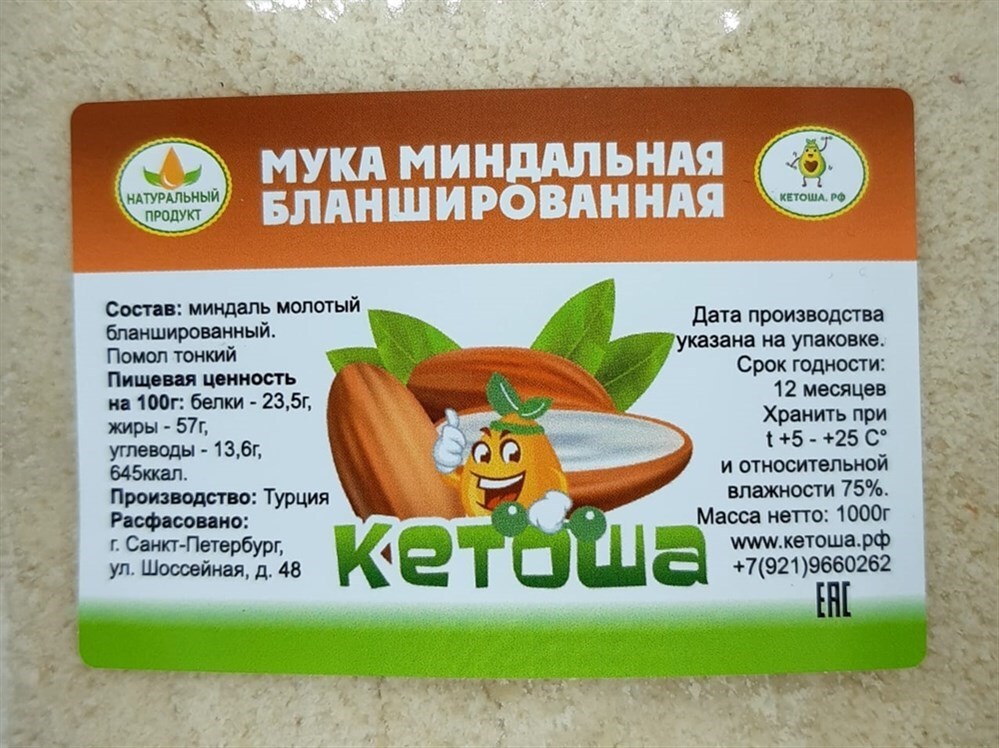 НАТУРАЛЬНЫЙ
ПРОДУКТ
МУКА МИНДАЛЬНАЯ
БЛАНШИРОВАННАЯ
КЕТОША.РФ
Состав: миндаль молотый
бланшированный.
Помол тонкий
Пищевая ценность
на 100г: белки - 23,5г,
жиры - 57г,
углеводы - 13,6г,
645ккал.
Производство: Турция
Расфасовано:
г. Санкт-Петербург,
ул. Шоссейная, д. 48
кетоша
Дата производства
указана на упаковке.
Срок годности:
12 месяцев
Хранить при
t +5 - +25 С°
и относительной
влажности 75%.
Масса нетто: 1000г
www.кетоша.рф
+7(921)9660262
EAC